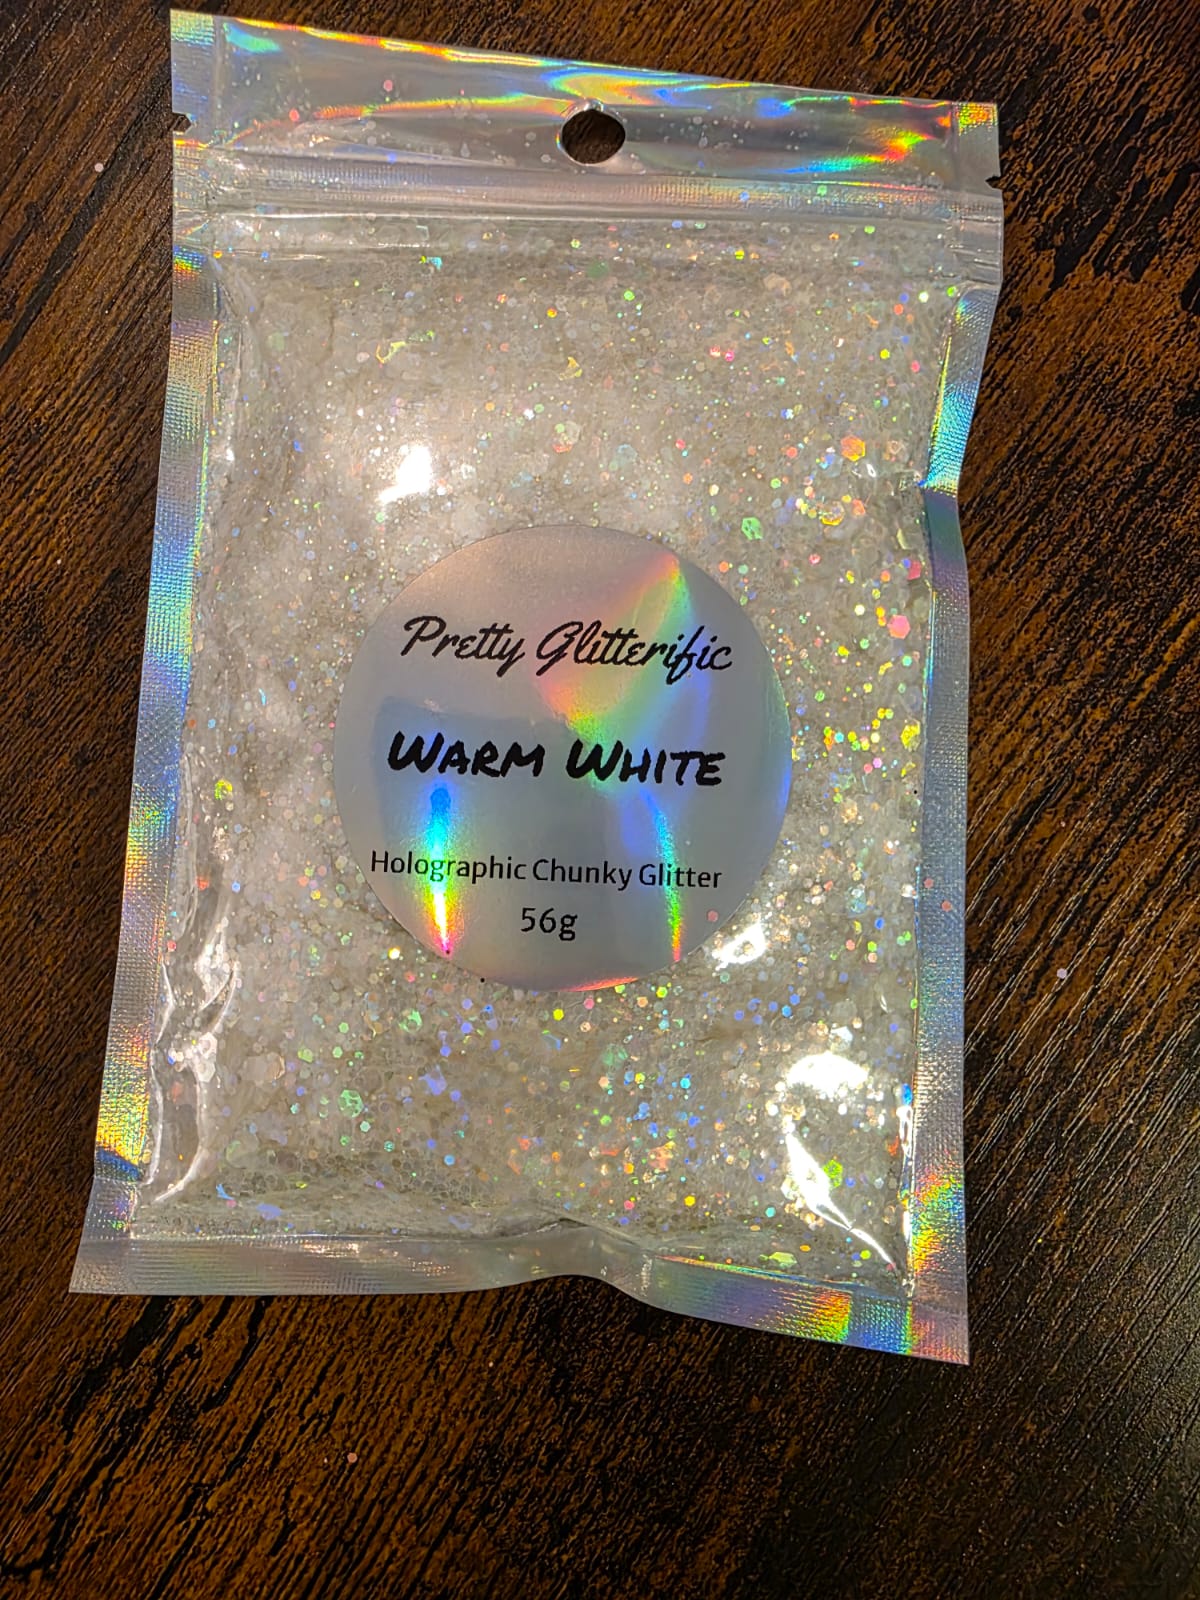 Pretty Glitterific
WARM WHITE
Holographic Chunky Glitter
56g